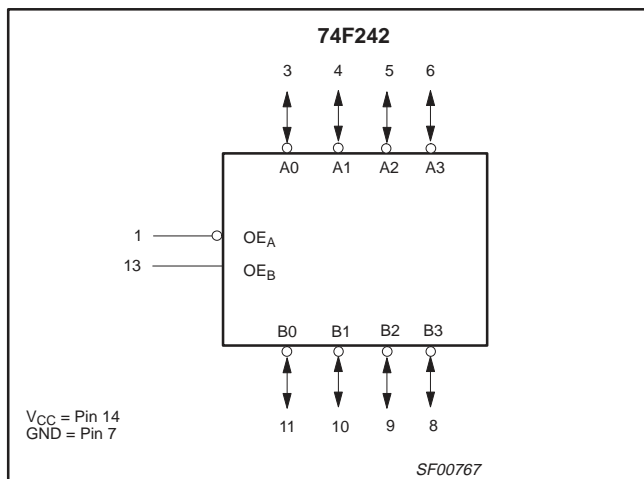 74F242
3 4 5 6
A0 A1 A2 A3
1 OEA
13 OEB
B0 B1 B2 B3
11 10 9 8
VCC = Pin 14
GND = Pin 7
SF00767